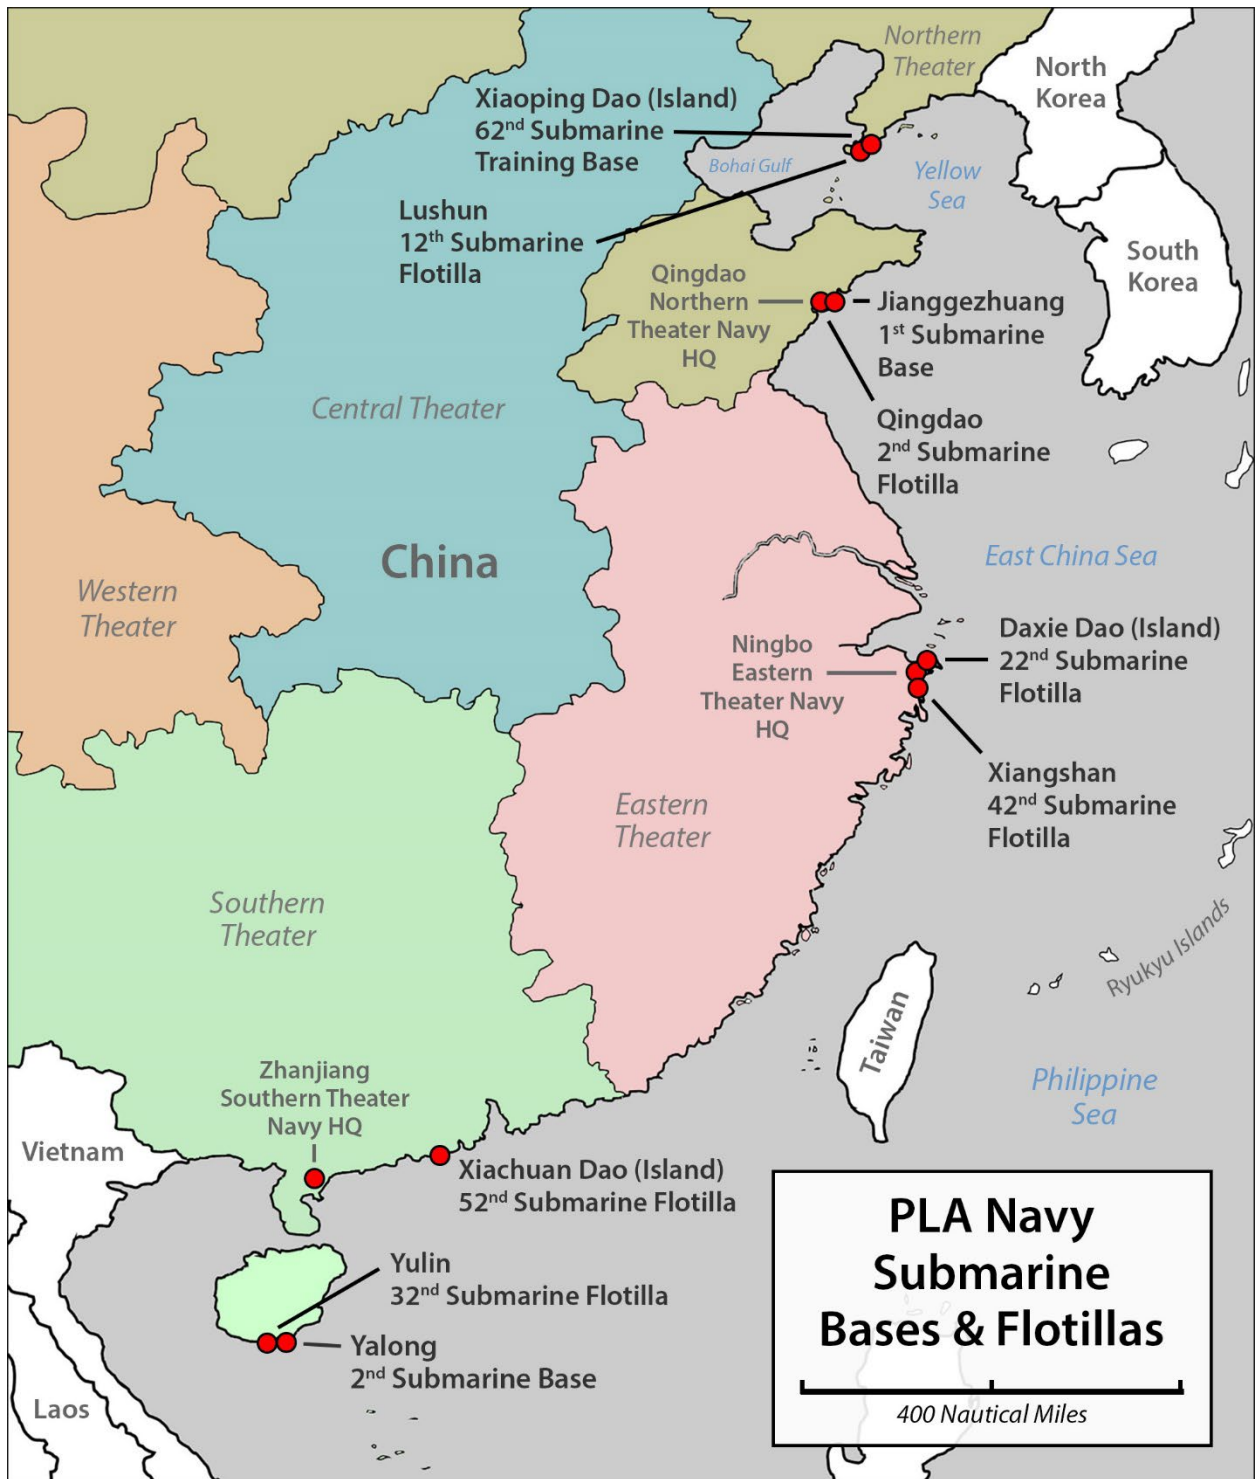 Northern
Theater
North
Korea
Xiaoping Dao (Island)
62nd Submarine
Training Base
Bohai Gulf
Yellow
Sea
Lushun
12th Submarine
Flotilla
South
Korea
Qingdao
Northern
Theater Navy
HQ
Jianggezhuang
1st Submarine
Base
Central Theater
Qingdao
2nd Submarine
Flotilla
China
East China Sea
Western
Theater
Daxie Dao (Island)
22nd Submarine
Flotilla
Ningbo
Eastern
Theater Navy
HQ
Xiangshan
42nd Submarine
Flotilla
Eastern
Theater
Southern
Theater
Ryukyu Islands
Taiwan
Philippine
Sea
Zhanjiang
Southern Theater
Navy HQ
Vietnam
Xiachuan Dao (Island)
52nd Submarine Flotilla
Yulin
32nd Submarine Flotilla
Yalong
2nd Submarine Base
Laos
PLA Navy
Submarine
Bases & Flotillas
400 Nautical Miles